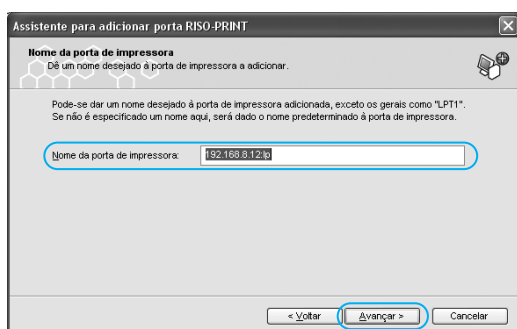 Assistente para adicionar porta RISO-PRINT
Nome da porta de impressora
Dê um nome desejado à porta de impressora a adicionar.
Pode-se dar um nome desejado à porta de impressora adicionada, exceto os gerais como "LPT1".
Se não é especificado um nome aqui, será dado o nome predeterminado à porta de impressora.
Nome da porta de impressora: 192.168.8.12:lp
< Voltar Avançar > Cancelar